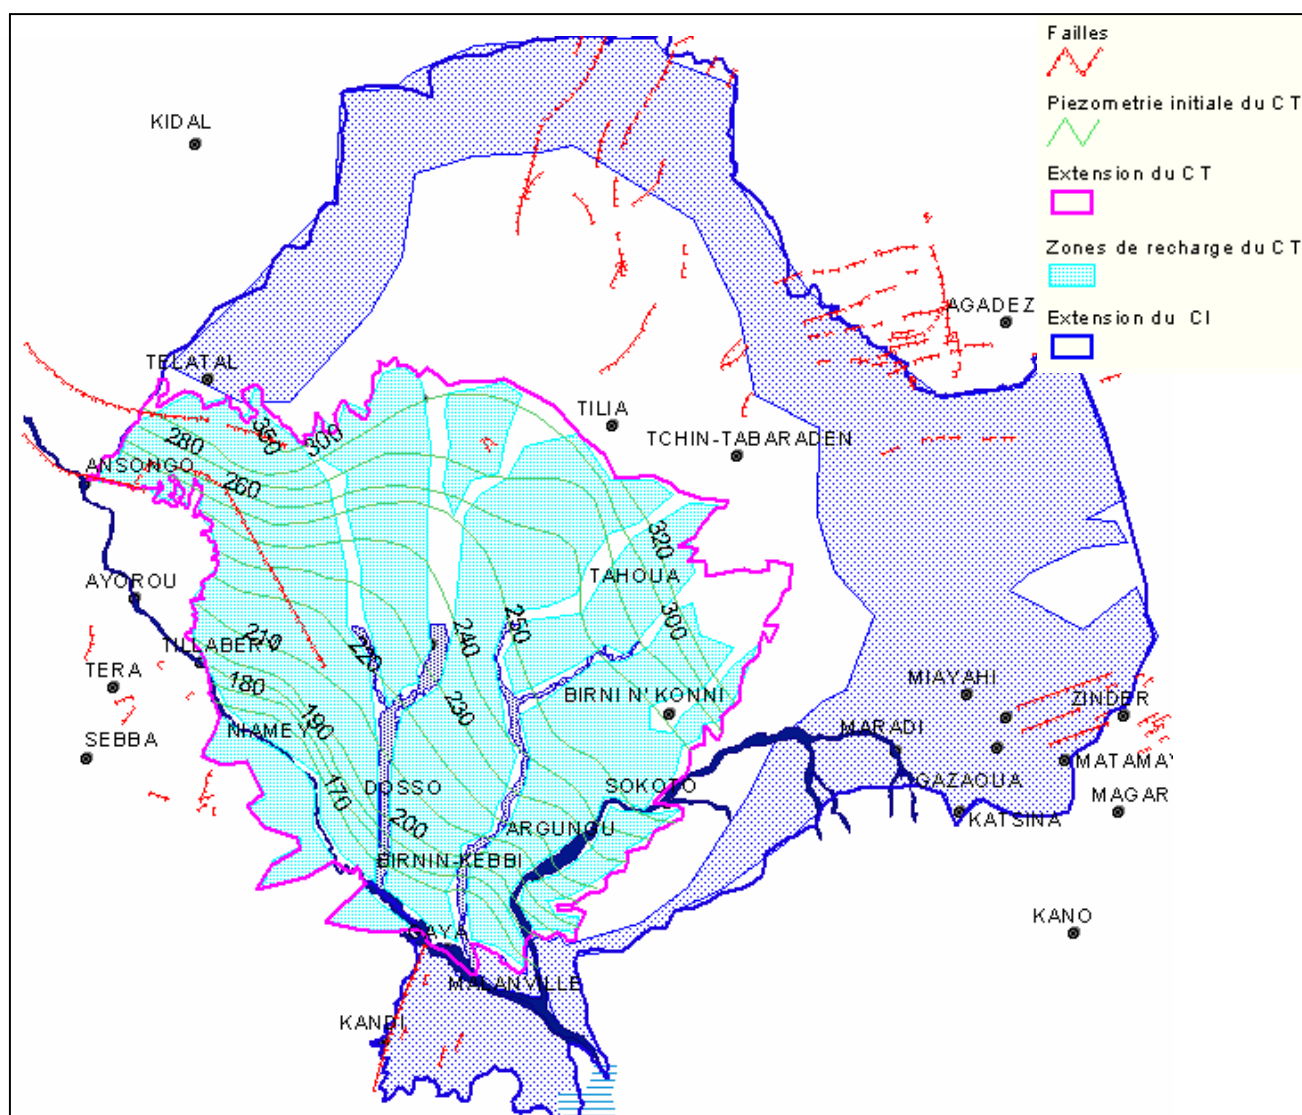 Failles
Piezometrie initiale du CT
Extension du CT
Zones de recharge du CT
Extension du CI
KIDAL
AGADEZ
TELATAL
TILIA
TCHIN-TABARADEN
360
300
280
ANSONGO
260
320
TAHOUA
AYOROU
300
250
240
210
220
TILLABERY
TERA
180
MIAYAHI
ZINDER
BIRNI N'KONNI
230
190
NIAMEY
MARADI
SEBBA
MATAMAY
170
DOSSO
SOKOTO
GAZAOUA
MAGAR
200
ARGUNGU
KATSINA
BIRNIN-KEBBI
KANO
GAYA
MALANVILLE
KANDI